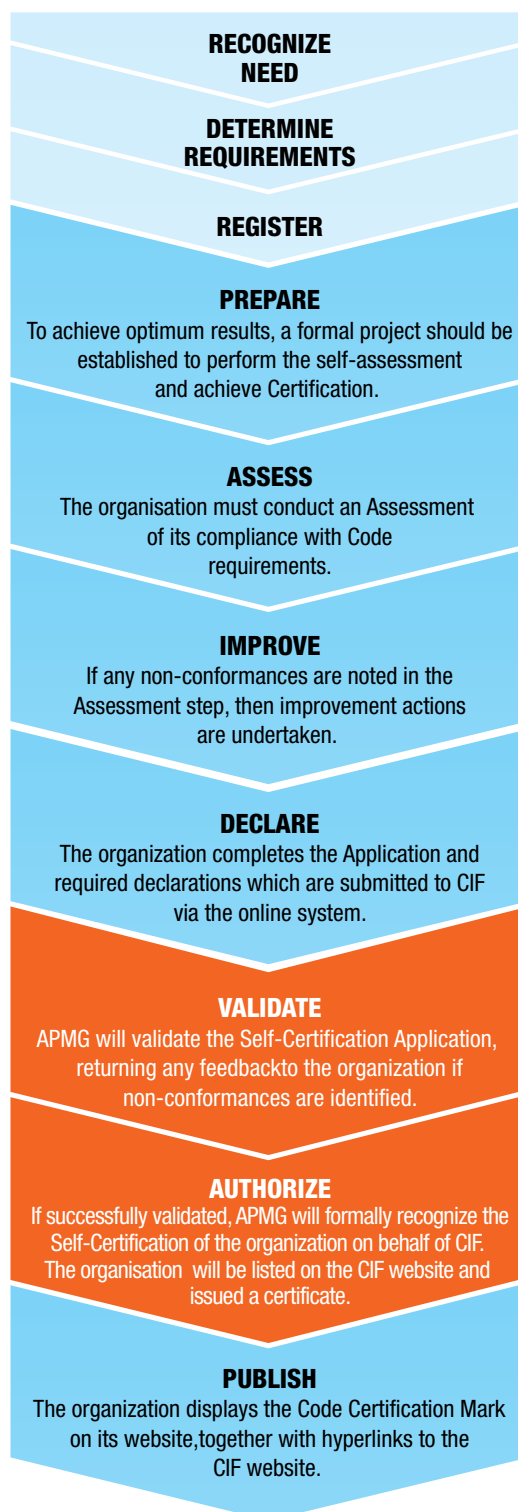 RECOGNIZE
NEED
DETERMINE
REQUIREMENTS
REGISTER
PREPARE
To achieve optimum results, a formal project should be
established to perform the self-assessment
and achieve Certification.
ASSESS
The organisation must conduct an Assessment
of its compliance with Code
requirements.
IMPROVE
If any non-conformances are noted in the
Assessment step, then improvement actions
are undertaken.
DECLARE
The organization completes the Application and
required declarations which are submitted to CIF
via the online system.
VALIDATE
APMG will validate the Self-Certification Application,
returning any feedbackto the organization if
non-conformances are identified.
AUTHORIZE
If successfully validated, APMG will formally recognize the
Self-Certification of the organization on behalf of CIF.
The organisation will be listed on the CIF website and
issued a certificate.
PUBLISH
The organization displays the Code Certification Mark
on its website,together with hyperlinks to the
CIF website.